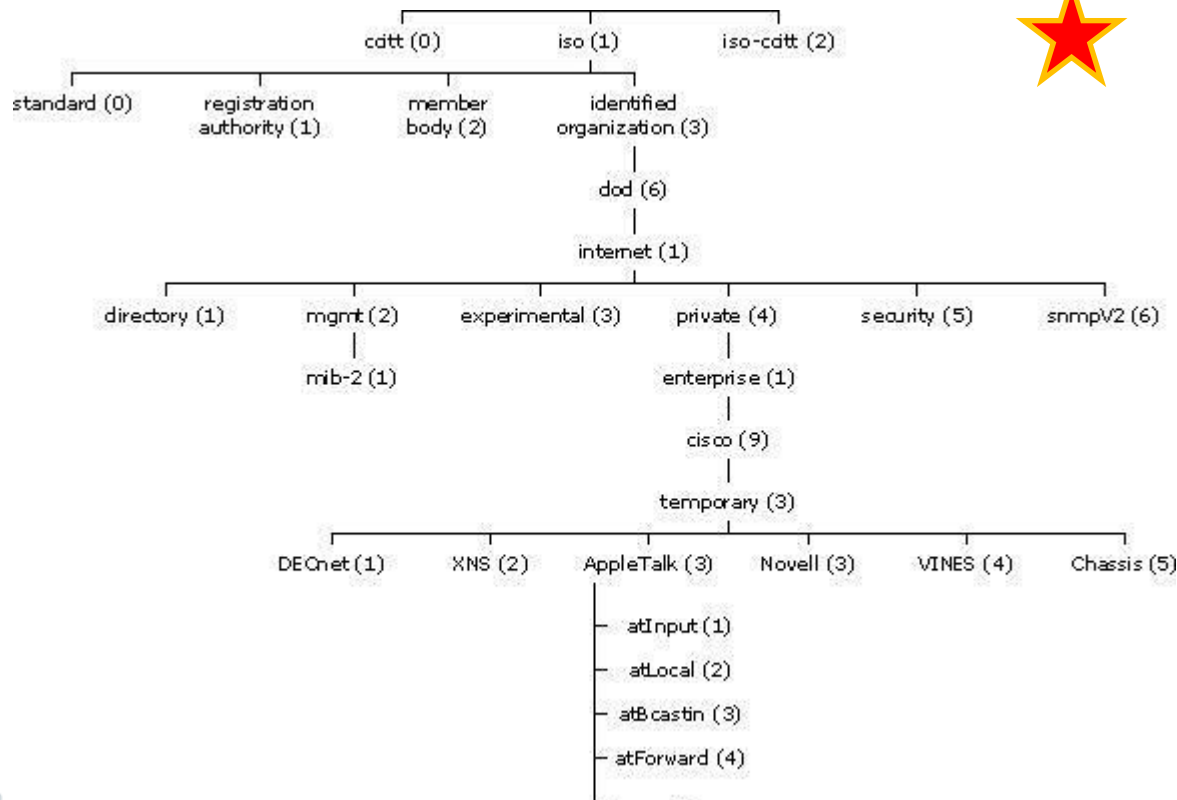 ccitt (0) iso (1) iso-ccitt (2)
standard (0) registration authority (1) member body (2) identified organization (3)
dod (6)
internet (1)
directory (1) mgmt (2) experimental (3) private (4) security (5) snmpV2 (6)
mib-2 (1) enterprise (1)
cisco (9)
temporary (3)
DECnet (1) XNS (2) AppleTalk (3) Novell (3) VINES (4) Chassis (5)
atInput (1)
atLocal (2)
atBcastin (3)
atForward (4)